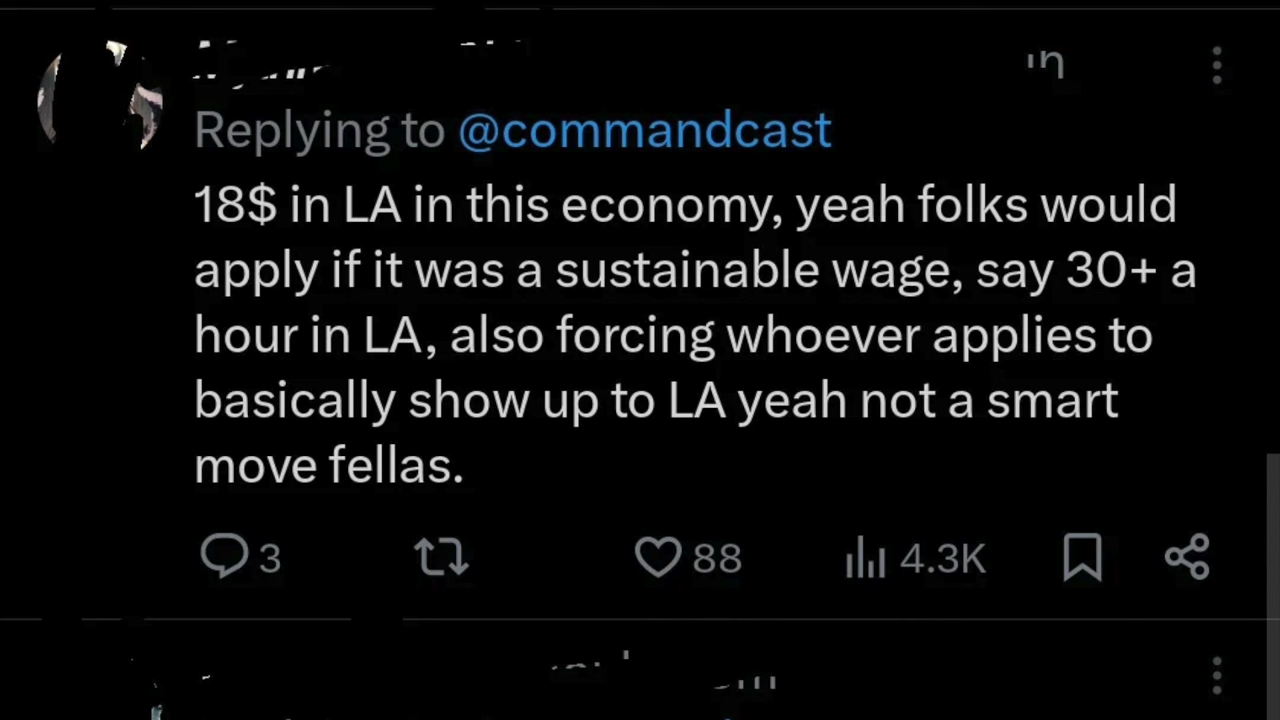 Replying to @commandcast
18$ in LA in this economy, yeah folks would
apply if it was a sustainable wage, say 30+ a
hour in LA, also forcing whoever applies to
basically show up to LA yeah not a smart
move fellas.
3 88 4.3K